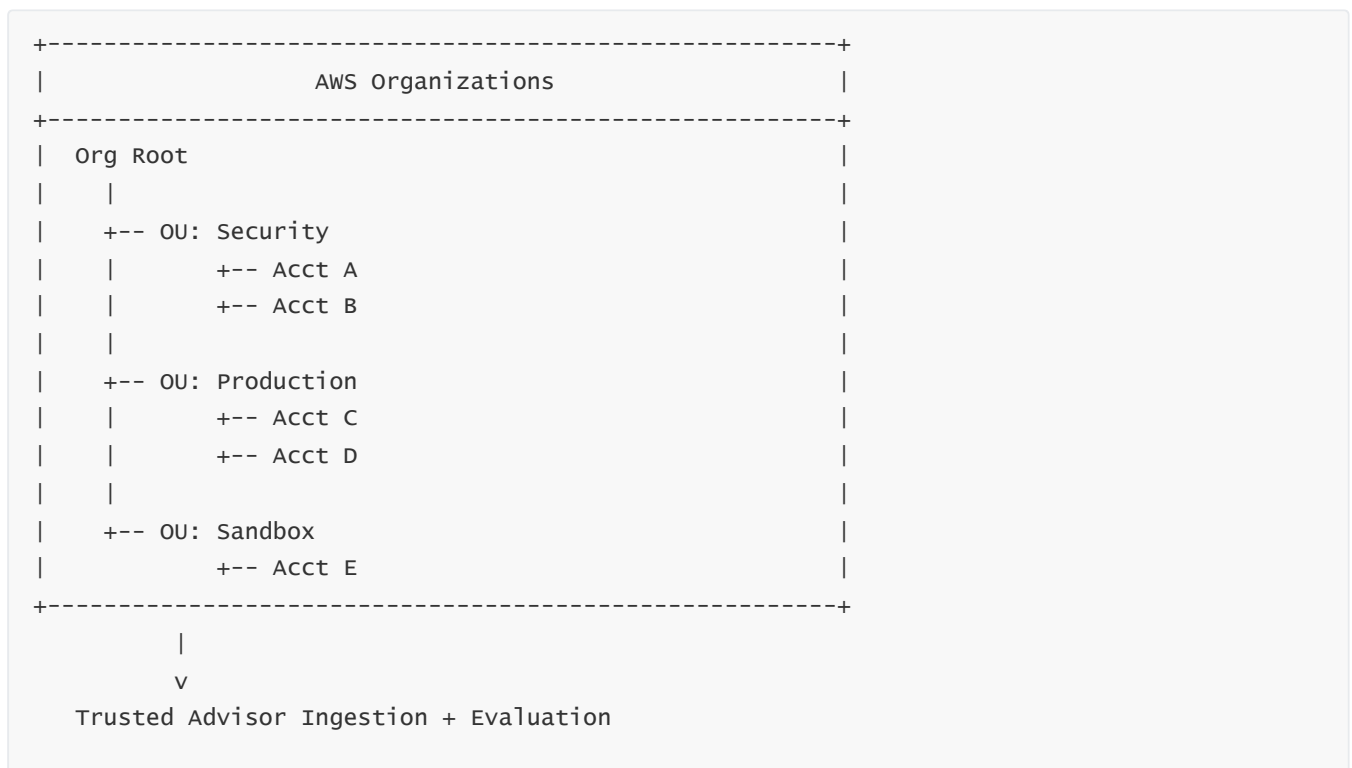 +--------------------------------------------------------+
|                   AWS Organizations                    |
+--------------------------------------------------------+
|  Org Root                                              |
|    |                                                   |
|    +-- OU: Security                                    |
|    |       +-- Acct A                                  |
|    |       +-- Acct B                                  |
|    |                                                   |
|    +-- OU: Production                                  |
|    |       +-- Acct C                                  |
|    |       +-- Acct D                                  |
|    |                                                   |
|    +-- OU: Sandbox                                     |
|            +-- Acct E                                  |
+--------------------------------------------------------+
          |
          v
   Trusted Advisor Ingestion + Evaluation